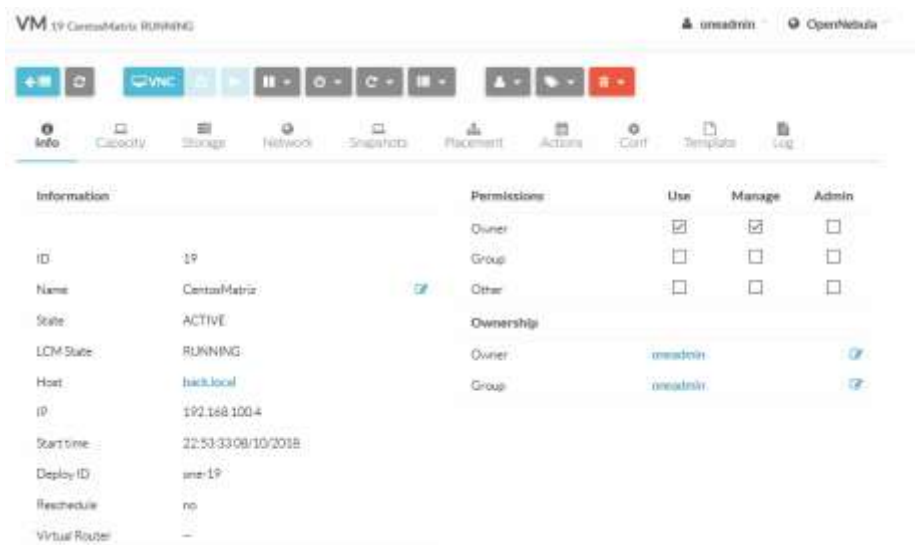 VM 19 CentosMatriz RUNNING
oneadmin
OpenNebula
VNC
Info
Capacity
Storage
Network
Snapshots
Placement
Actions
Conf
Template
Log
Information
ID 19
Name CentosMatriz
State ACTIVE
LCM State RUNNING
Host back.local
IP 192.168.100.4
Start time 22:53:33 08/10/2018
Deploy ID one-19
Reschedule no
Virtual Router --
Permissions Use Manage Admin
Owner
Group
Other
Ownership
Owner oneadmin
Group oneadmin